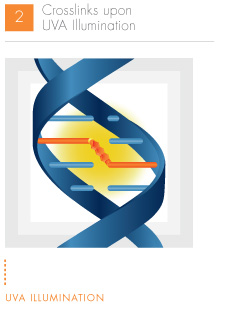 2
Crosslinks upon
UVA Illumination
UVA ILLUMINATION